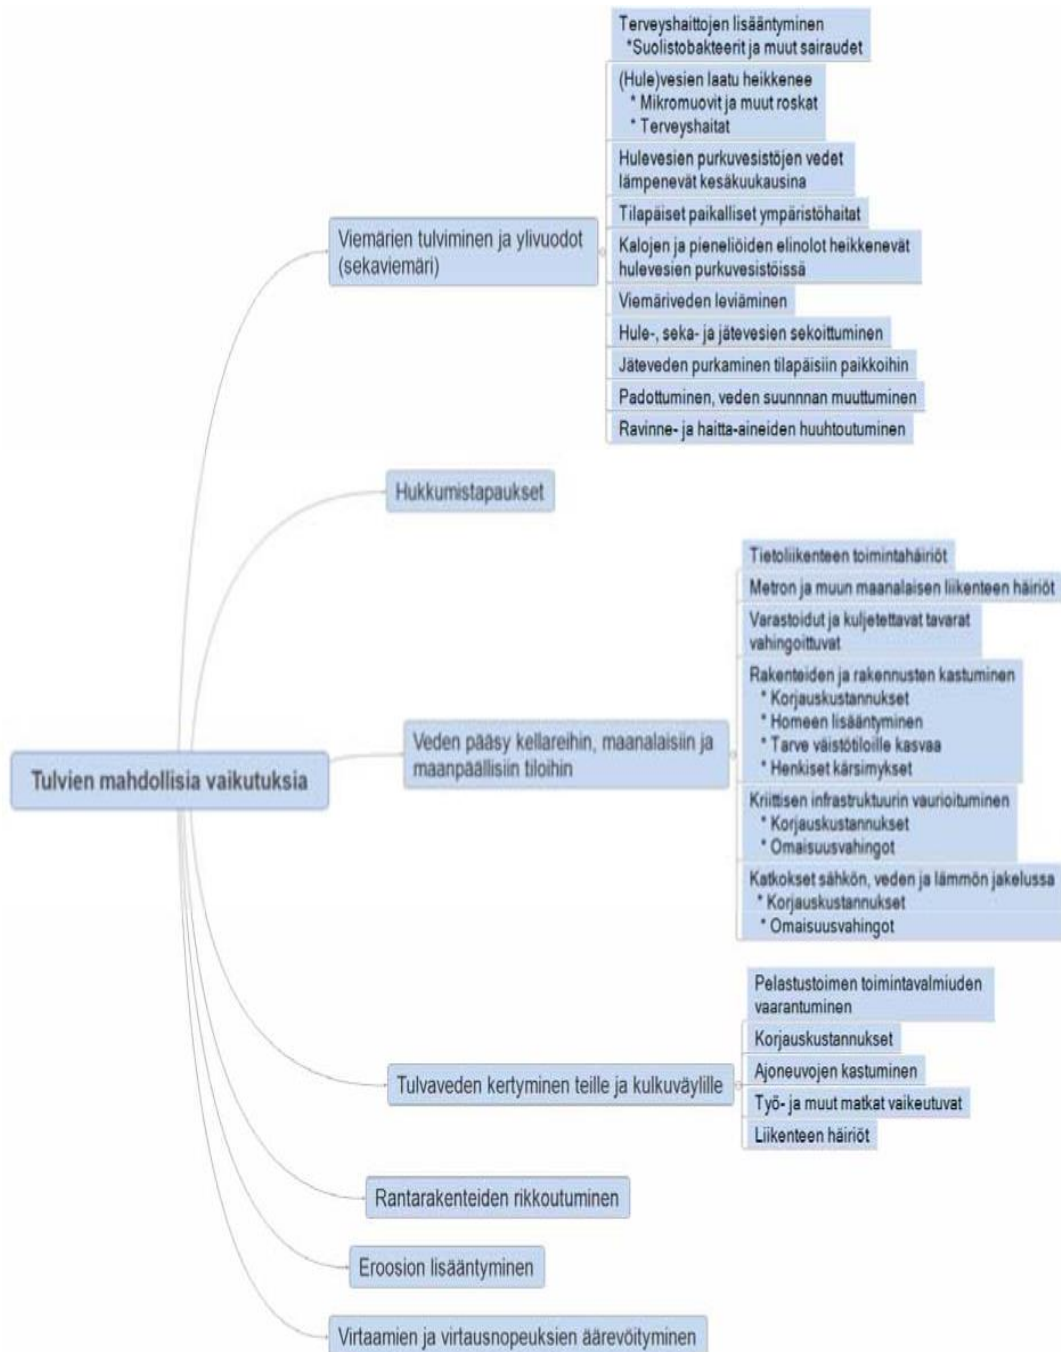 Tulvien mahdollisia vaikutuksia
Viemärien tulviminen ja ylivuodot
(sekaviemäri)
Terveyshaittojen lisääntyminen
*Suolistobakteerit ja muut sairaudet
(Hule)vesien laatu heikkenee
* Mikromuovit ja muut roskat
* Terveyshaitat
Hulevesien purkuvesistöjen vedet
lämpenevät kesäkuukausina
Tilapäiset paikalliset ympäristöhaitat
Kalojen ja pieneliöiden elinolot heikkenevät
hulevesien purkuvesistöissä
Viemäriveden leviäminen
Hule-, seka- ja jätevesien sekoittuminen
Jäteveden purkaminen tilapäisiin paikkoihin
Padottuminen, veden suunnnan muuttuminen
Ravinne- ja haitta-aineiden huuhtoutuminen
Hukkumistapaukset
Veden pääsy kellareihin, maanalaisiin ja
maanpäällisiin tiloihin
Tietoliikenteen toimintahäiriöt
Metron ja muun maanalaisen liikenteen häiriöt
Varastoidut ja kuljetettavat tavarat
vahingoittuvat
Rakenteiden ja rakennusten kastuminen
* Korjauskustannukset
* Homeen lisääntyminen
* Tarve väistötiloille kasvaa
* Henkiset kärsimykset
Kriittisen infrastruktuurin vaurioituminen
* Korjauskustannukset
* Omaisuusvahingot
Katkokset sähkön, veden ja lämmön jakelussa
* Korjauskustannukset
* Omaisuusvahingot
Tulvaveden kertyminen teille ja kulkuväylille
Pelastustoimen toimintavalmiuden
vaarantuminen
Korjauskustannukset
Ajoneuvojen kastuminen
Työ- ja muut matkat vaikeutuvat
Liikenteen häiriöt
Rantarakenteiden rikkoutuminen
Eroosion lisääntyminen
Virtaamien ja virtausnopeuksien äärevöityminen